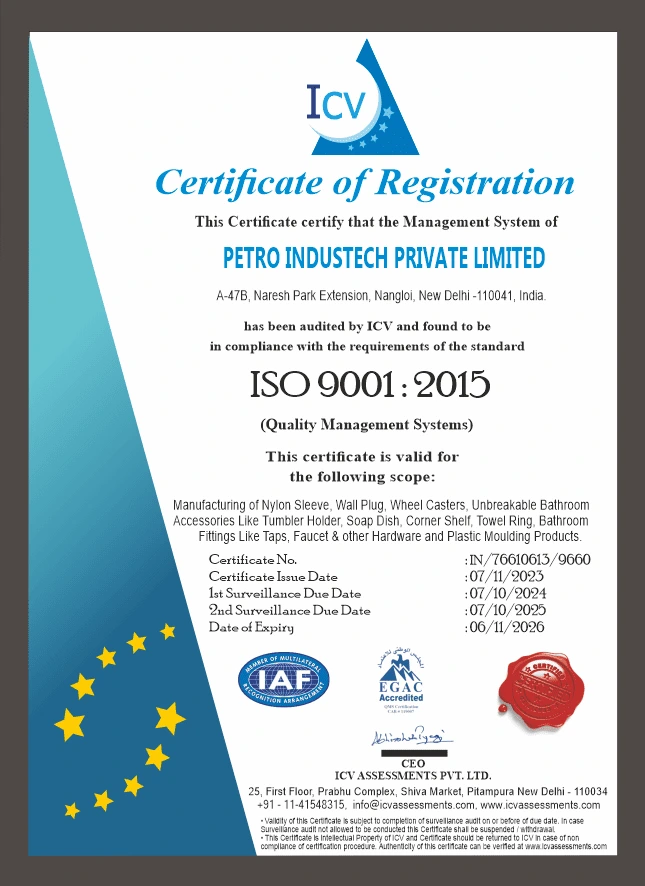 ICV
Certificate of Registration
This Certificate certify that the Management System of
PETRO INDUSTECH PRIVATE LIMITED
A-47B, Naresh Park Extension, Nangloi, New Delhi -110041, India.
has been audited by ICV and found to be
in compliance with the requirements of the standard
ISO 9001 : 2015
(Quality Management Systems)
This certificate is valid for
the following scope:
Manufacturing of Nylon Sleeve, Wall Plug, Wheel Casters, Unbreakable Bathroom
Accessories Like Tumbler Holder, Soap Dish, Corner Shelf, Towel Ring, Bathroom
Fittings Like Taps, Faucet & other Hardware and Plastic Moulding Products.
Certificate No. : IN/76610613/9660
Certificate Issue Date : 07/11/2023
1st Surveillance Due Date : 07/10/2024
2nd Surveillance Due Date : 07/10/2025
Date of Expiry : 06/11/2026
MEMBER OF MULTILATERAL
IAF
RECOGNITION ARRANGEMENT
EGAC
Accredited
QMS Certification
CERTIFIED
CEO
ICV ASSESSMENTS PVT. LTD.
25, First Floor, Prabhu Complex, Shiva Market, Pitampura New Delhi - 110034
+91 - 11-41548315, info@icvassessments.com, www.icvassessments.com
• Validity of this Certificate is subject to completion of surveillance audit on or before of due date. In case
Surveillance audit not allowed to be conducted this Certificate shall be suspended / withdrawal.
• This Certificate is Intellectual Property of ICV and Certificate should be returned to ICV in case of non
compliance of certification procedure. Authenticity of this certificate can be verified at www.icvassessments.com